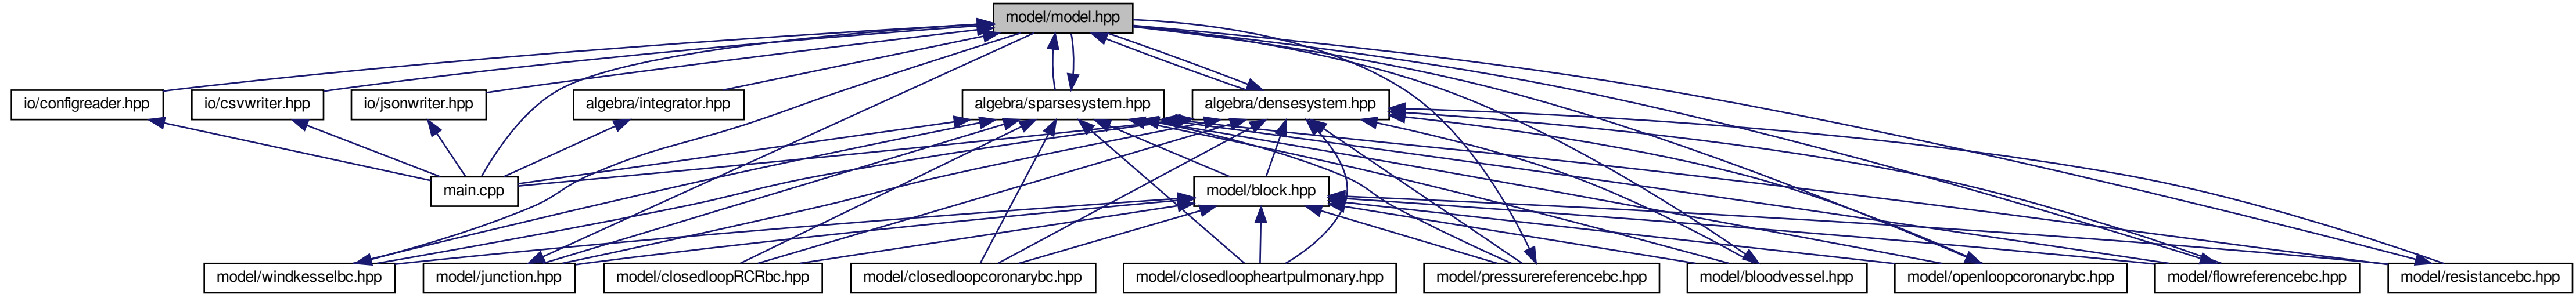 model/model.hpp
io/configreader.hpp
io/csvwriter.hpp
io/jsonwriter.hpp
algebra/integrator.hpp
algebra/sparsesystem.hpp
algebra/densesystem.hpp
main.cpp
model/block.hpp
model/windkesselbc.hpp
model/junction.hpp
model/closedloopRCRbc.hpp
model/closedloopcoronarybc.hpp
model/closedloopheartpulmonary.hpp
model/pressurereferencebc.hpp
model/bloodvessel.hpp
model/openloopcoronarybc.hpp
model/flowreferencebc.hpp
model/resistancebc.hpp